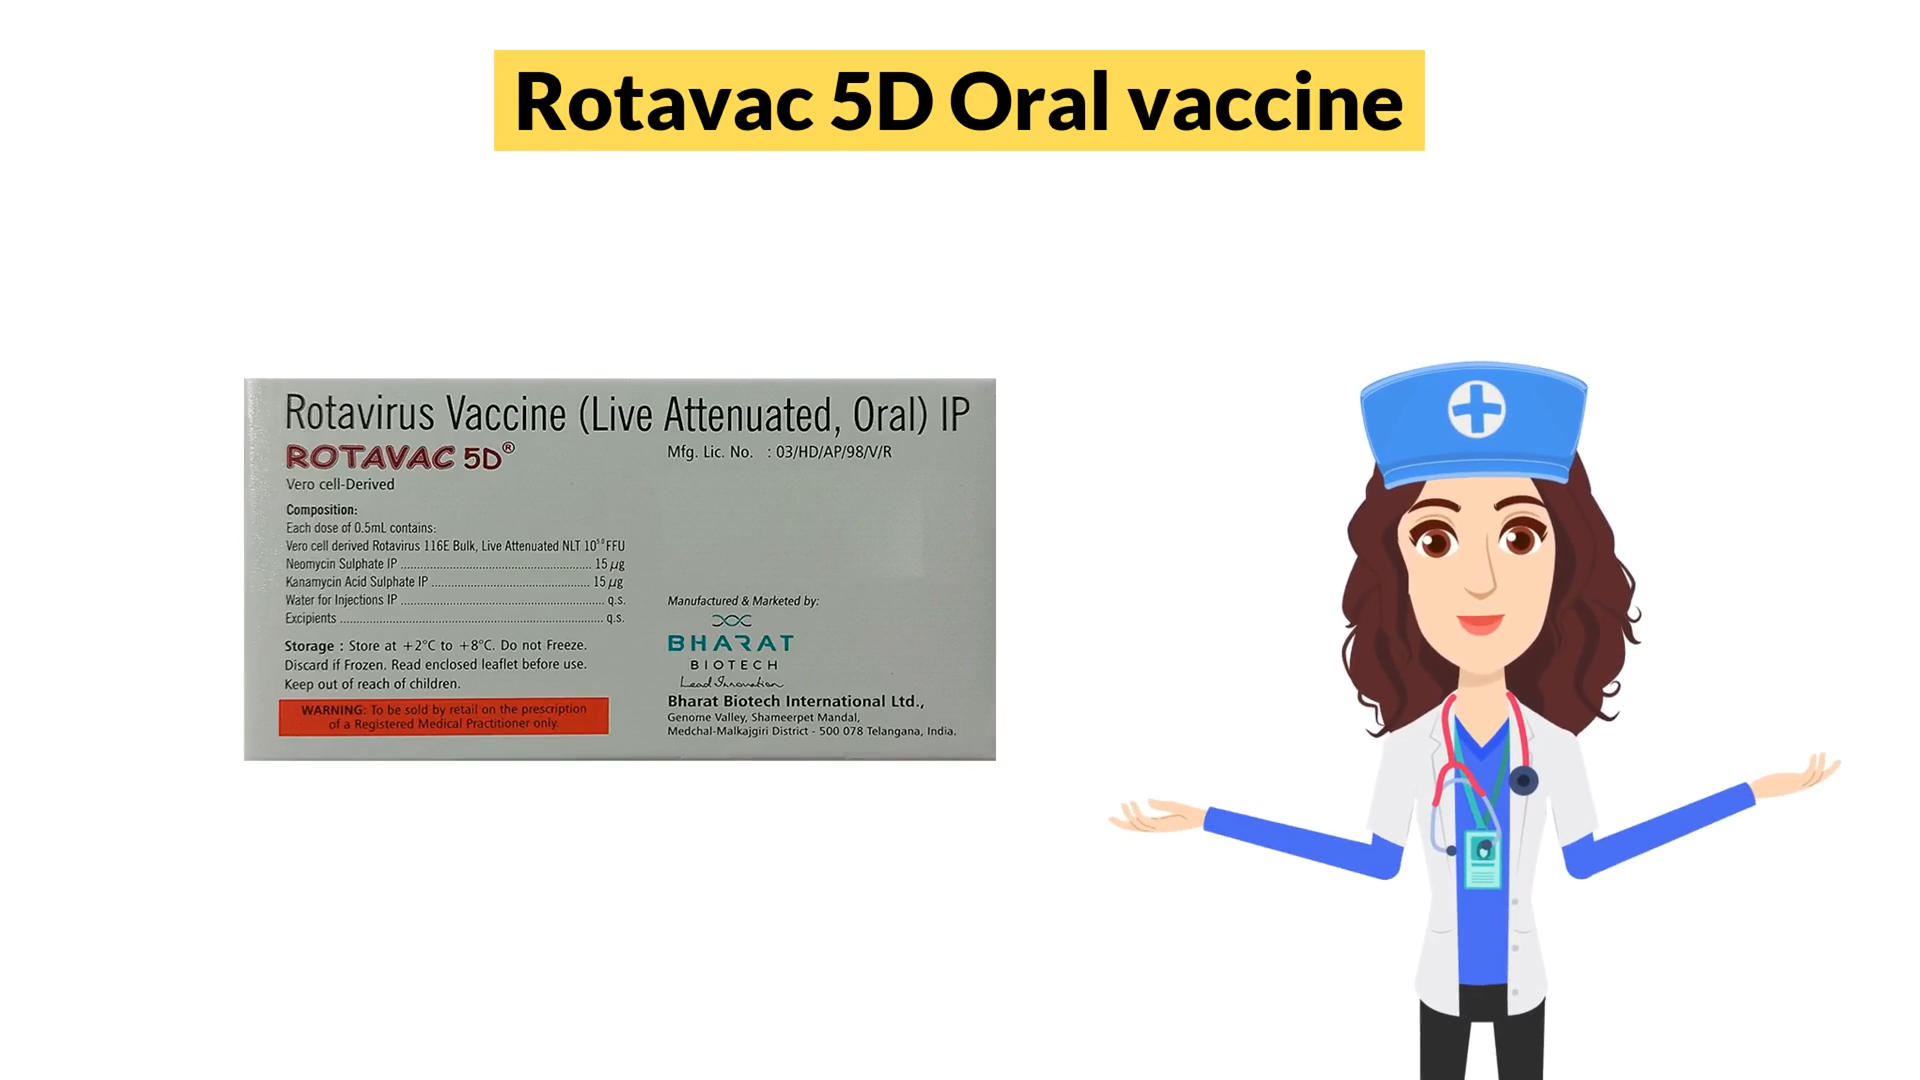 Rotavac 5D Oral vaccine
Rotavirus Vaccine (Live Attenuated, Oral) IP
ROTAVAC 5D®
Vero cell-Derived
Composition:
Each dose of 0.5mL contains:
Vero cell derived Rotavirus 116E Bulk, Live Attenuated NLT 10⁵·⁰ FFU
Neomycin Sulphate IP ........ 15 µg
Kanamycin Acid Sulphate IP ........ 15 µg
Water for Injections IP ........ q.s.
Excipients ........ q.s.
Storage : Store at +2°C to +8°C. Do not Freeze.
Discard if Frozen. Read enclosed leaflet before use.
Keep out of reach of children.
WARNING: To be sold by retail on the prescription
of a Registered Medical Practitioner only.
Mfg. Lic. No. : 03/HD/AP/98/V/R
Manufactured & Marketed by:
BHARAT
BIOTECH
Lead Innovation
Bharat Biotech International Ltd.,
Genome Valley, Shameerpet Mandal,
Medchal-Malkajgiri District - 500 078 Telangana, India.